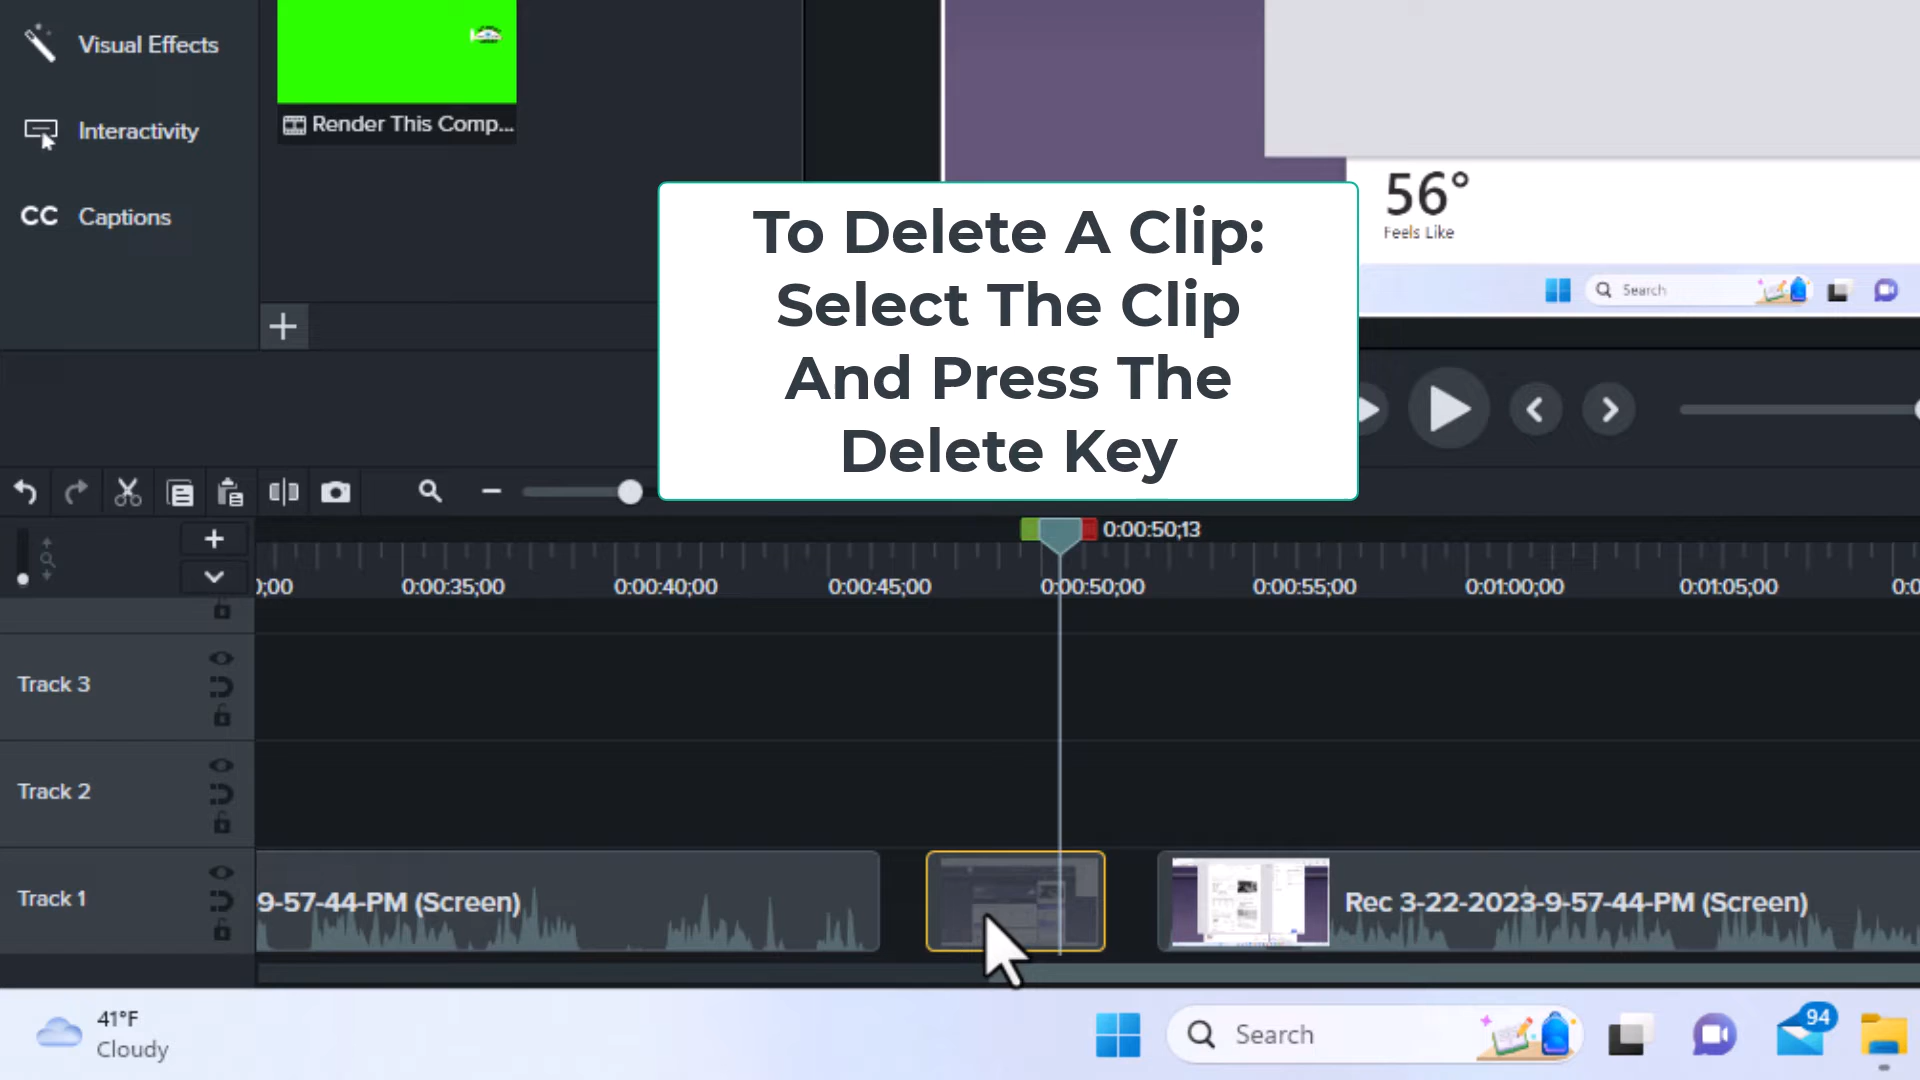 Visual Effects
Render This Comp...
Interactivity
CC Captions
To Delete A Clip:
Select The Clip
And Press The
Delete Key
56°
Feels Like
Search
0:00:50;13
0;00
0:00:35;00
0:00:40;00
0:00:45;00
0:00:50;00
0:00:55;00
0:01:00;00
0:01:05;00
0:0
Track 3
Track 2
Track 1
9-57-44-PM (Screen)
Rec 3-22-2023-9-57-44-PM (Screen)
41°F
Cloudy
Search
94